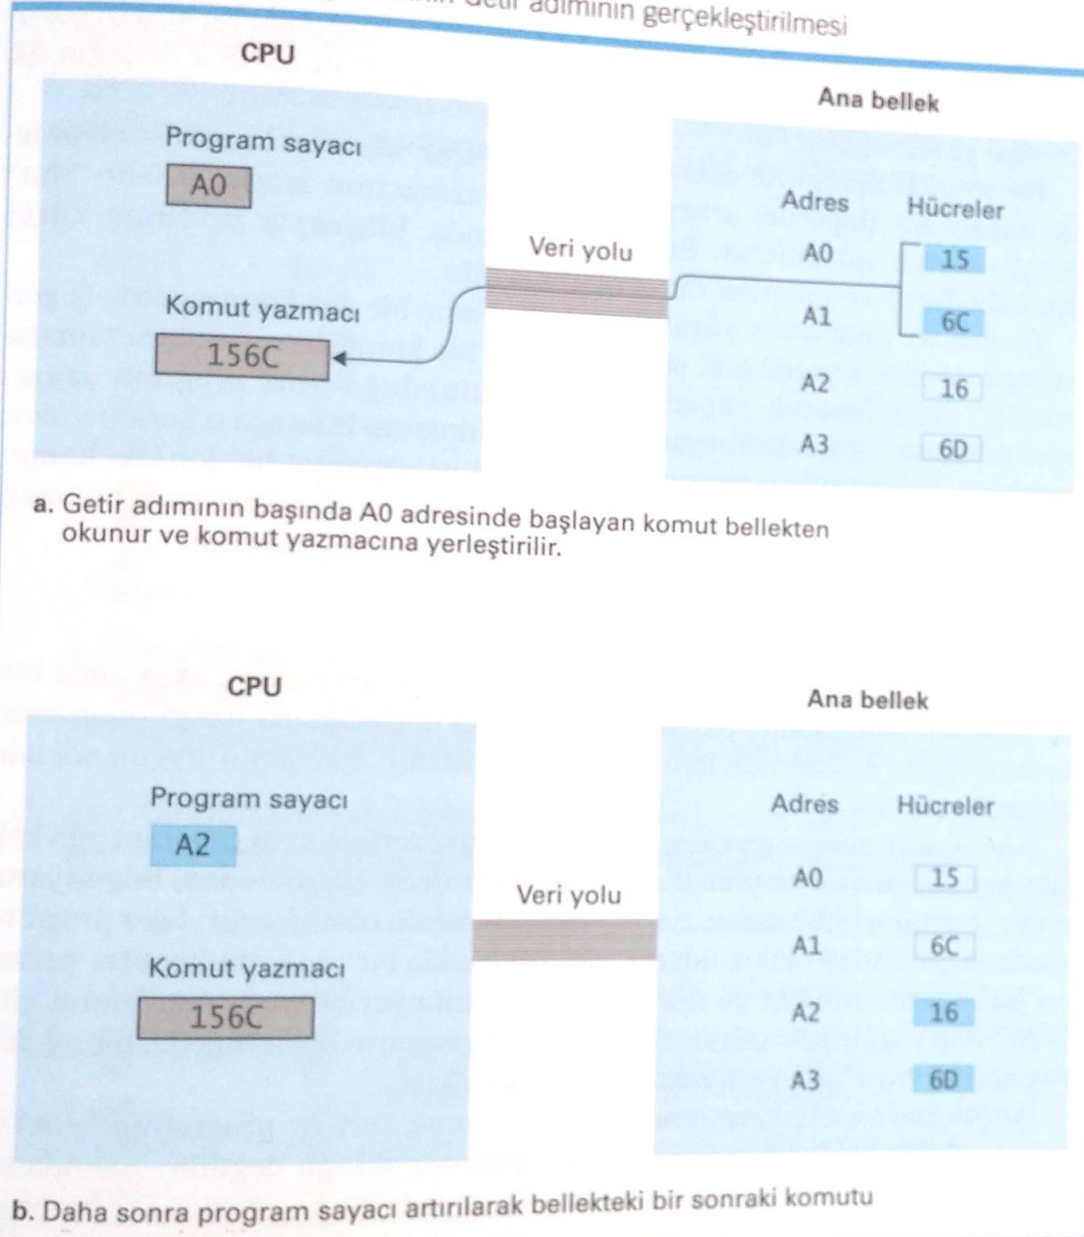 adımının gerçekleştirilmesi
CPU
Ana bellek
Program sayacı
A0
Adres Hücreler
Veri yolu
A0 15
Komut yazmacı
A1 6C
156C
A2 16
A3 6D
a. Getir adımının başında A0 adresinde başlayan komut bellekten
okunur ve komut yazmacına yerleştirilir.
CPU
Ana bellek
Program sayacı
Adres Hücreler
A2
A0 15
Veri yolu
A1 6C
Komut yazmacı
156C
A2 16
A3 6D
b. Daha sonra program sayacı artırılarak bellekteki bir sonraki komutu